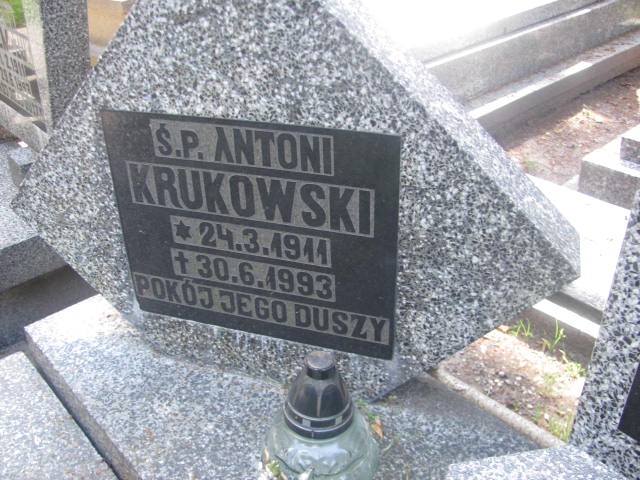 Ś.P. ANTONI
KRUKOWSKI
* 24.3.1911
† 30.6.1993
POKÓJ JEGO DUSZY